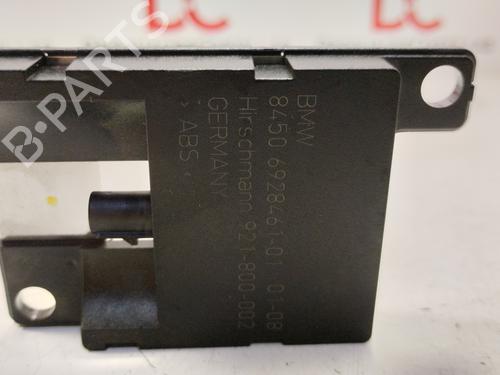 BMW
8450 6928461-01 01-08
Hirschmann 921-800-002
GERMANY
> ABS <
B-PARTS